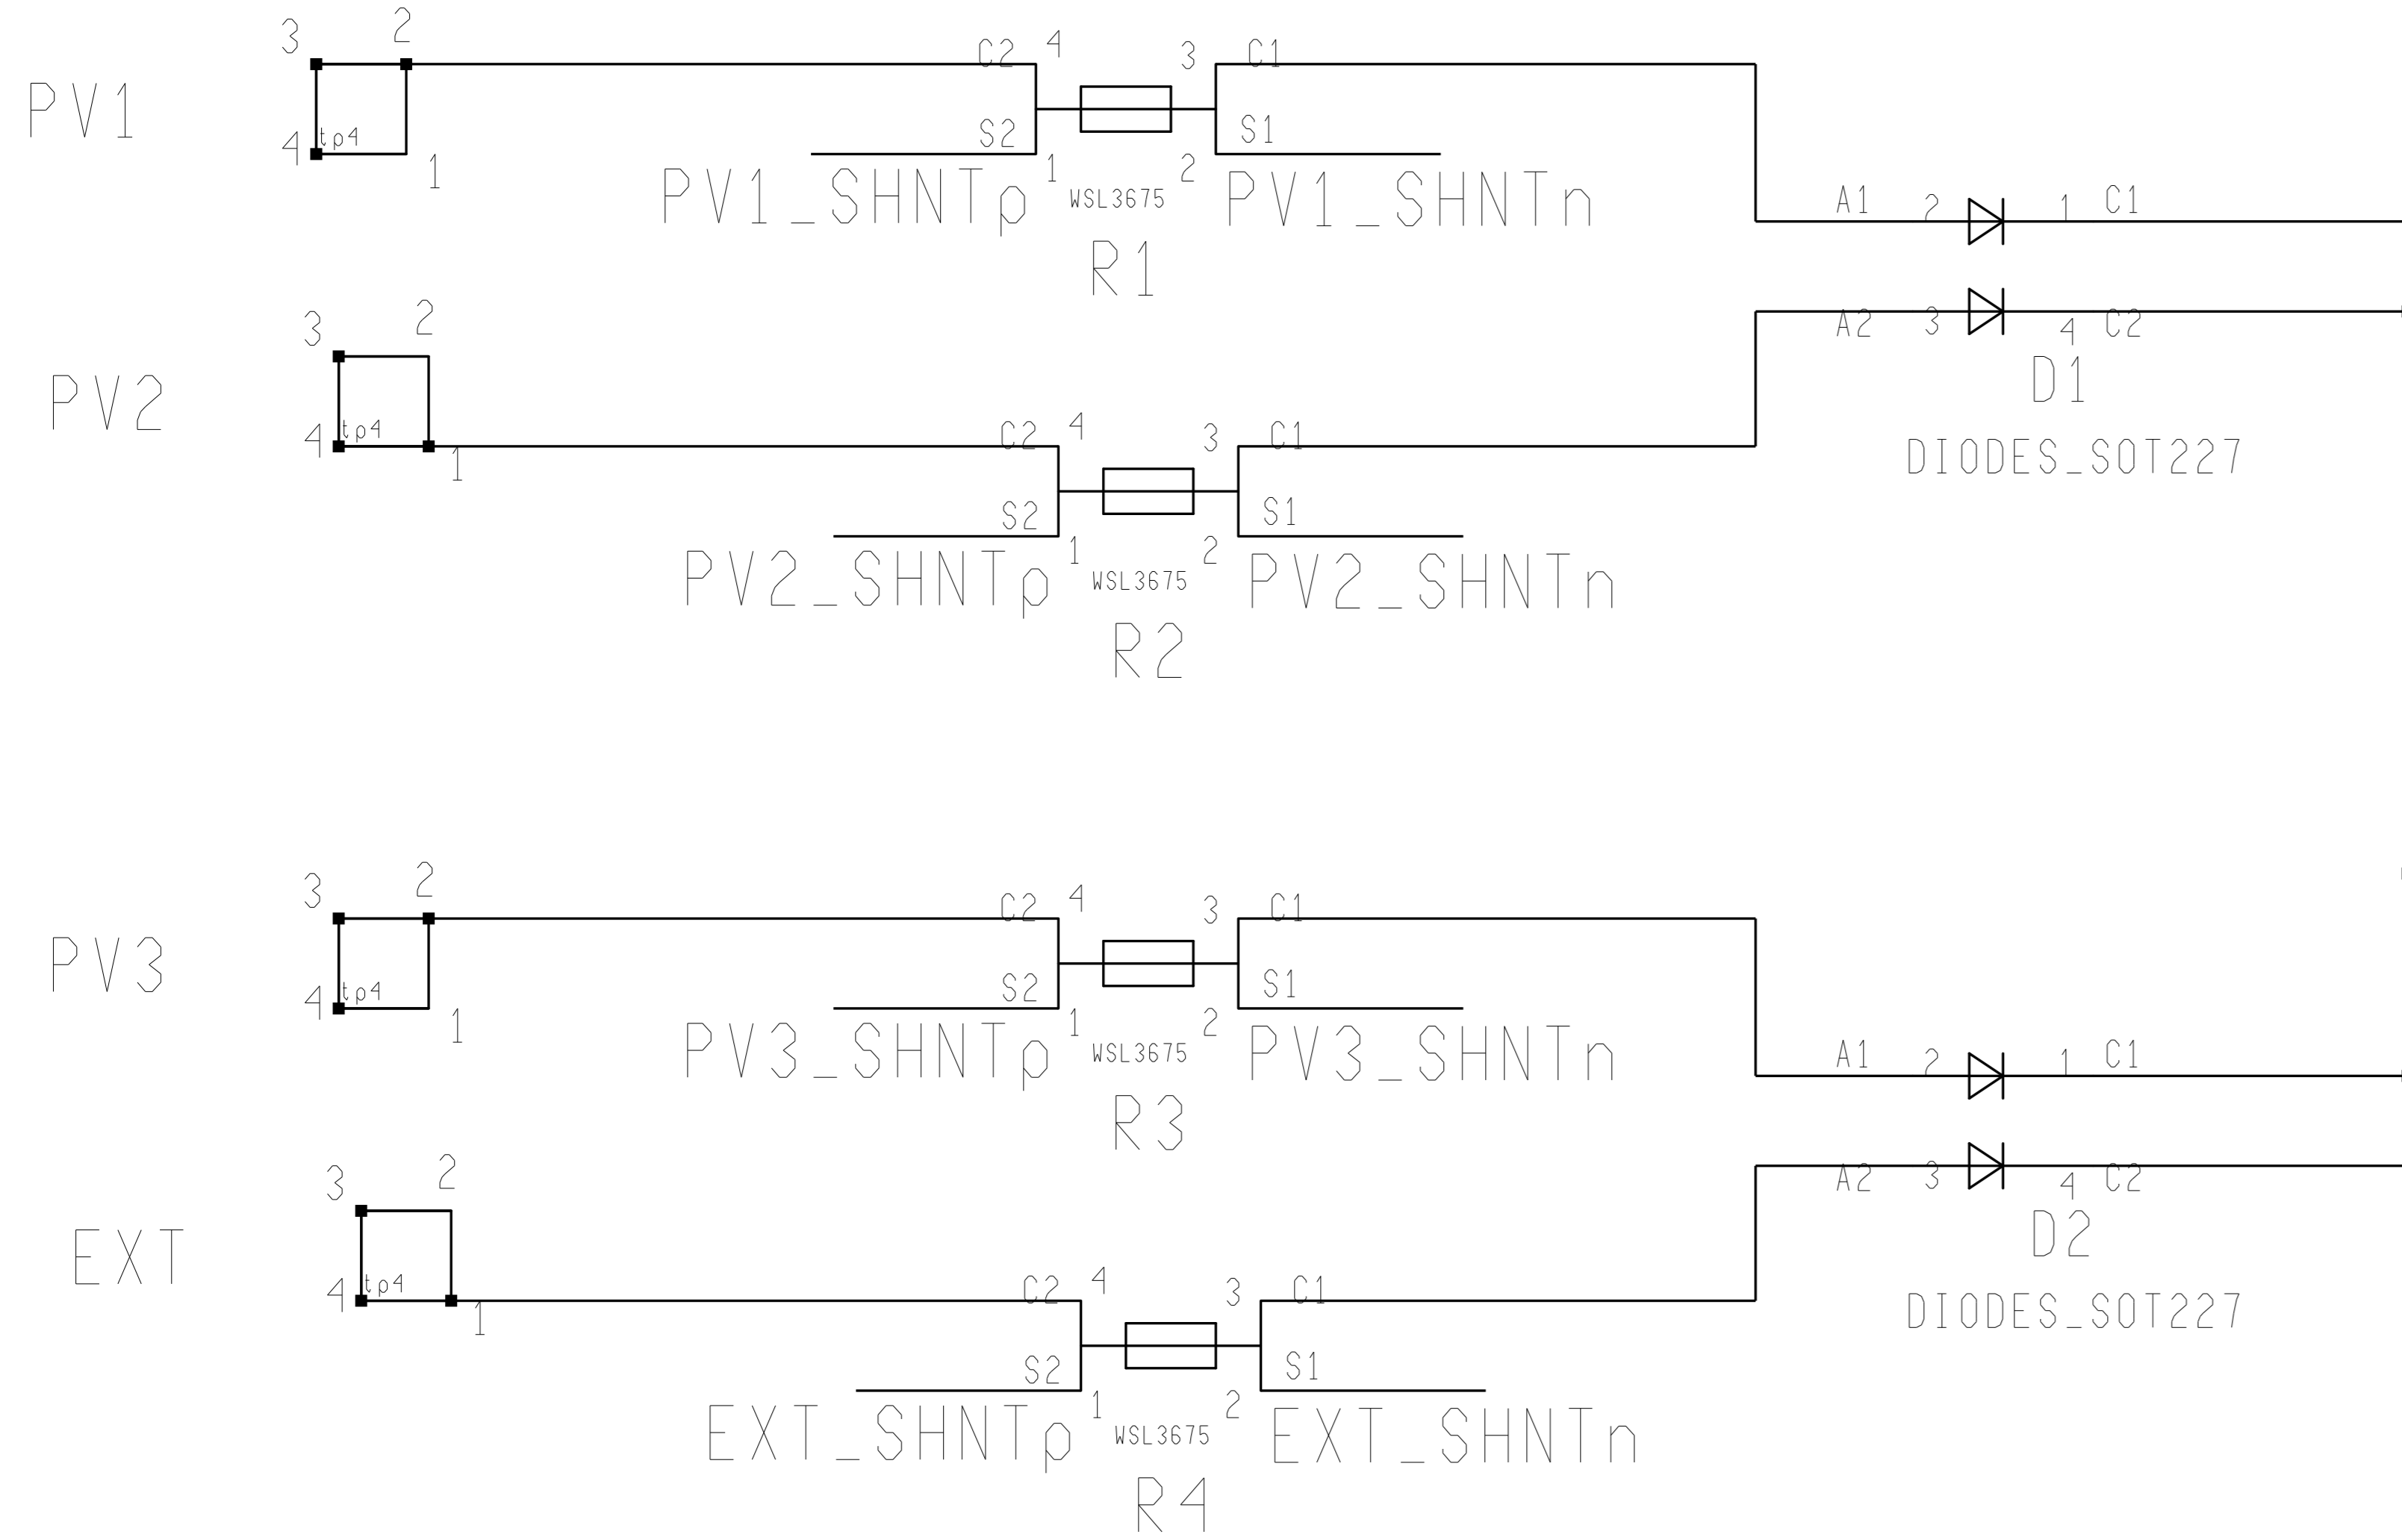 3 2 C2 4 3 C1
PV1 4 tp4 1 S2 1 WSL3675 2 S1
PV1_SHNTp R1 PV1_SHNTn
A1 2 1 C1
A2 3 4 C2
D1
DIODES_SOT227
3 2 C2 4 3 C1
PV2 4 tp4 1 S2 1 WSL3675 2 S1
PV2_SHNTp R2 PV2_SHNTn
3 2 C2 4 3 C1
PV3 4 tp4 1 S2 1 WSL3675 2 S1
PV3_SHNTp R3 PV3_SHNTn
A1 2 1 C1
A2 3 4 C2
D2
DIODES_SOT227
3 2 C2 4 3 C1
EXT 4 tp4 1 S2 1 WSL3675 2 S1
EXT_SHNTp R4 EXT_SHNTn